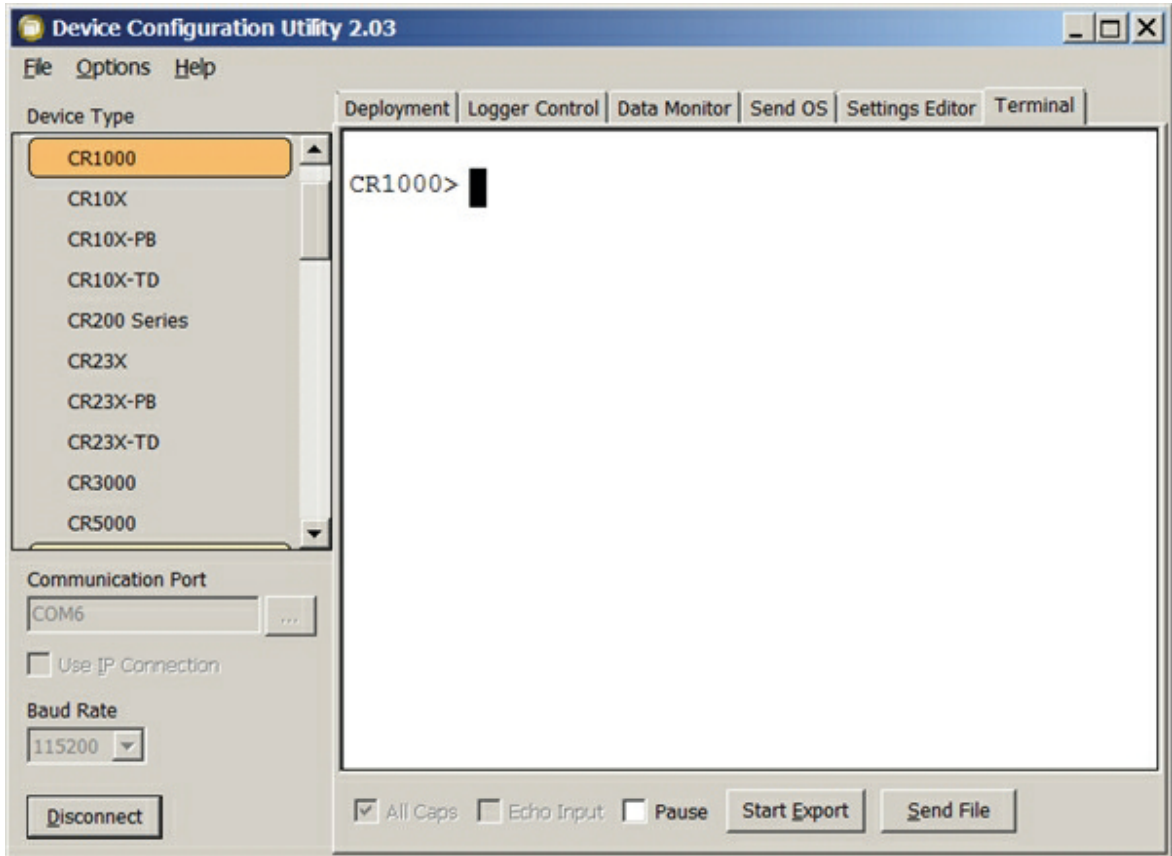 Device Configuration Utility 2.03
File Options Help
Device Type
CR1000
CR10X
CR10X-PB
CR10X-TD
CR200 Series
CR23X
CR23X-PB
CR23X-TD
CR3000
CR5000
Communication Port
COM6 ...
Use IP Connection
Baud Rate
115200
Disconnect
Deployment Logger Control Data Monitor Send OS Settings Editor Terminal
CR1000>
All Caps Echo Input Pause Start Export Send File